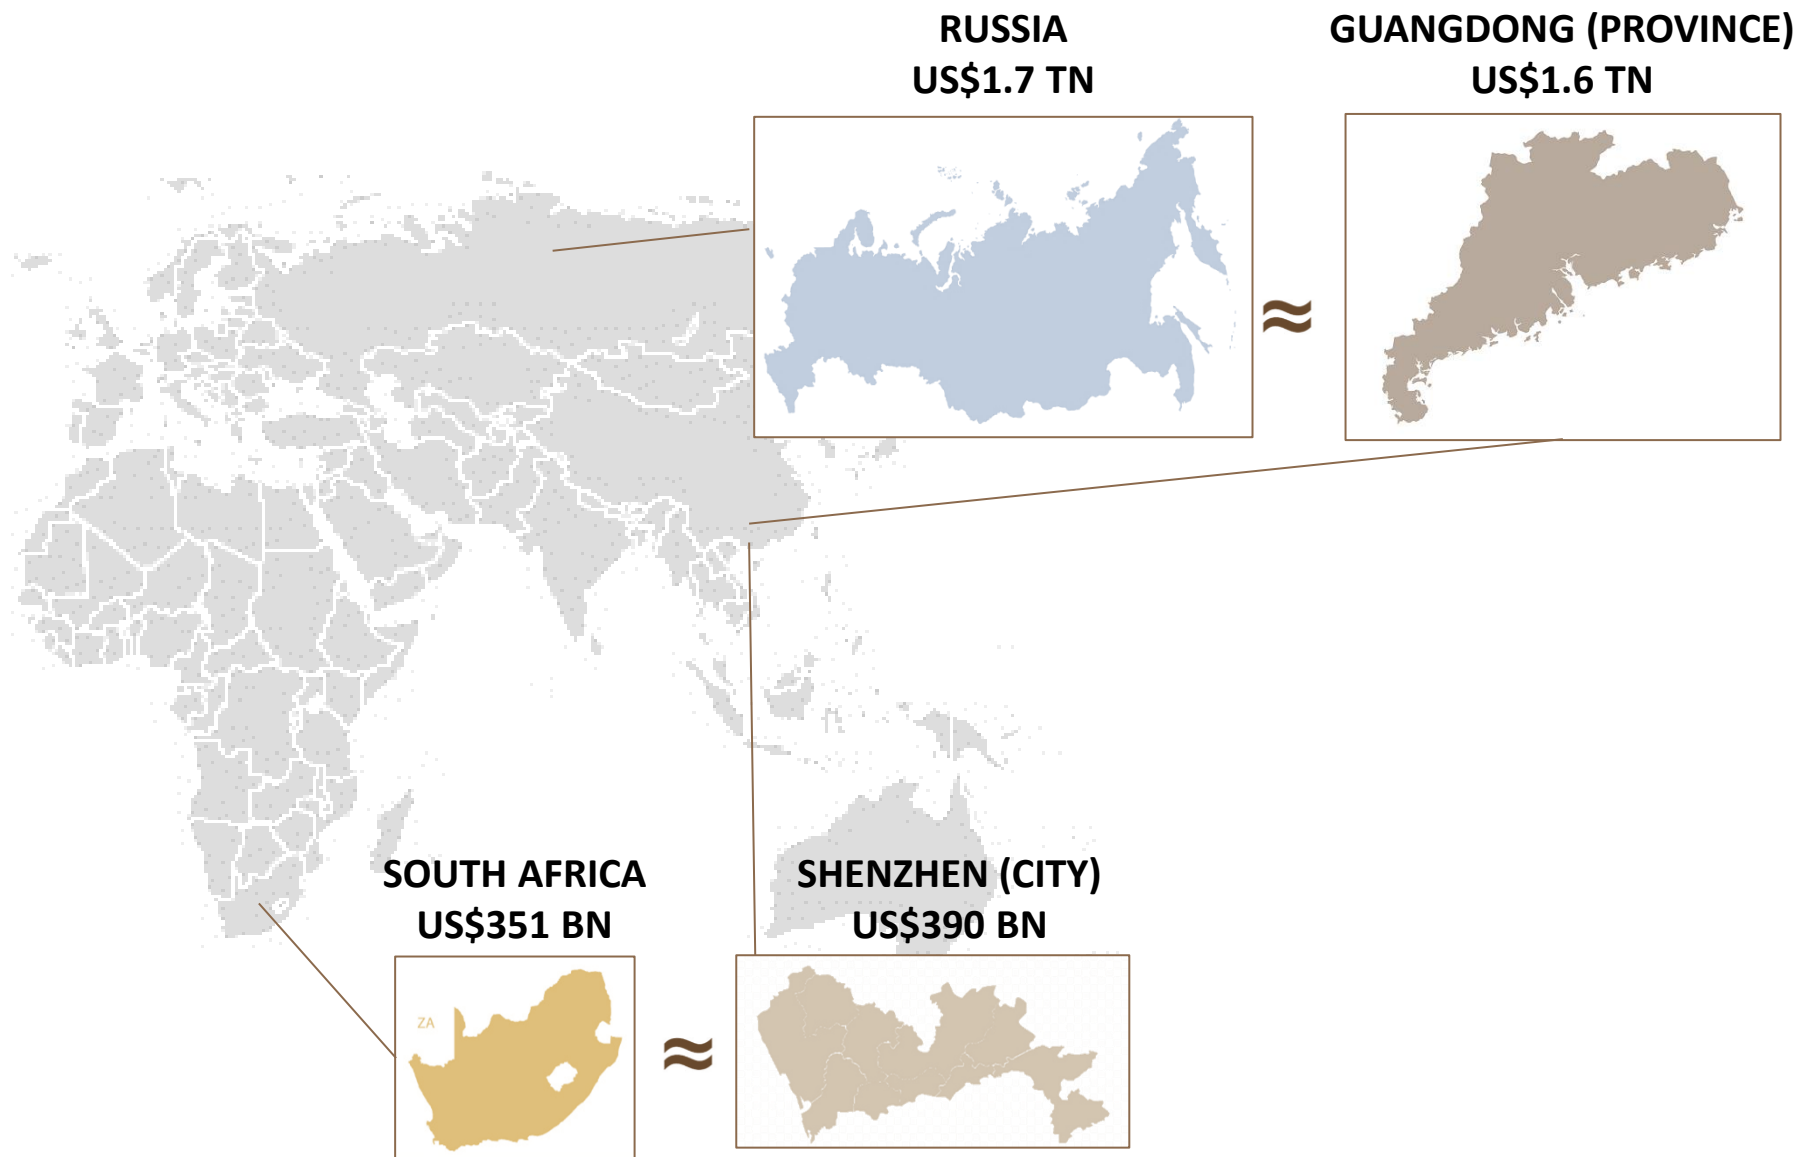 RUSSIA
US$1.7 TN
GUANGDONG (PROVINCE)
US$1.6 TN
≈
SOUTH AFRICA
US$351 BN
SHENZHEN (CITY)
US$390 BN
ZA
≈